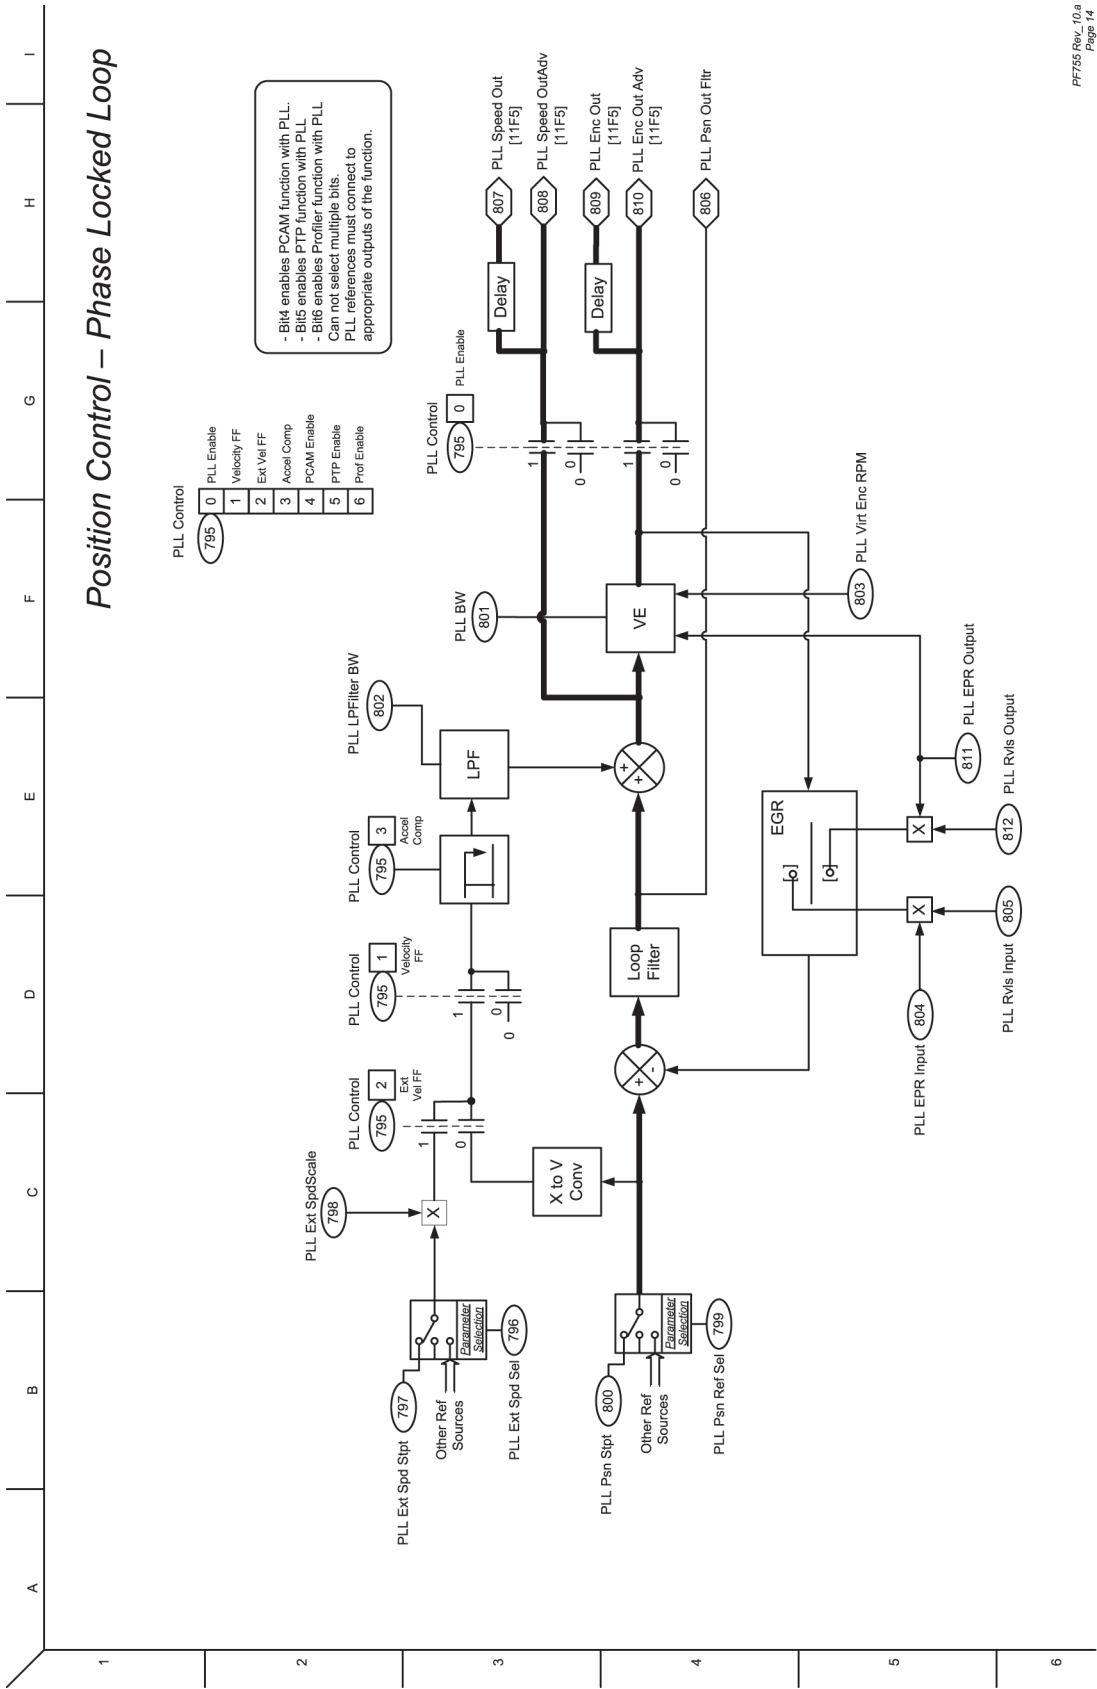 A
B
C
D
E
F
G
H
I
1
2
3
4
5
6
Position Control – Phase Locked Loop
PLL Control
795
0 PLL Enable
1 Velocity FF
2 Ext Vel FF
3 Accel Comp
4 PCAM Enable
5 PTP Enable
6 Prof Enable
- Bit4 enables PCAM function with PLL.
- Bit5 enables PTP function with PLL
- Bit6 enables Profiler function with PLL
Can not select multiple bits.
PLL references must connect to
appropriate outputs of the function.
PLL Ext SpdScale
798
PLL Ext Spd Stpt
797
Other Ref
Sources
Parameter
Selection
PLL Ext Spd Sel
796
X
PLL Control
795
2
Ext
Vel FF
1
0
PLL Control
795
1
Velocity
FF
1
0
0
PLL Control
795
3
Accel
Comp
PLL LPFilter BW
802
LPF
PLL BW
801
PLL Control
795
0
PLL Enable
1
0
0
1
0
0
Delay
807
PLL Speed Out
[11F5]
808
PLL Speed OutAdv
[11F5]
Delay
809
PLL Enc Out
[11F5]
810
PLL Enc Out Adv
[11F5]
806
PLL Psn Out Fltr
PLL Psn Stpt
800
Other Ref
Sources
Parameter
Selection
PLL Psn Ref Sel
799
X to V
Conv
+
-
Loop
Filter
+
+
VE
EGR
[ ]
[ ]
PLL Virt Enc RPM
803
PLL EPR Input
804
X
PLL Rvls Input
805
X
PLL EPR Output
811
PLL Rvls Output
812
PF755 Rev_10.a
Page 14